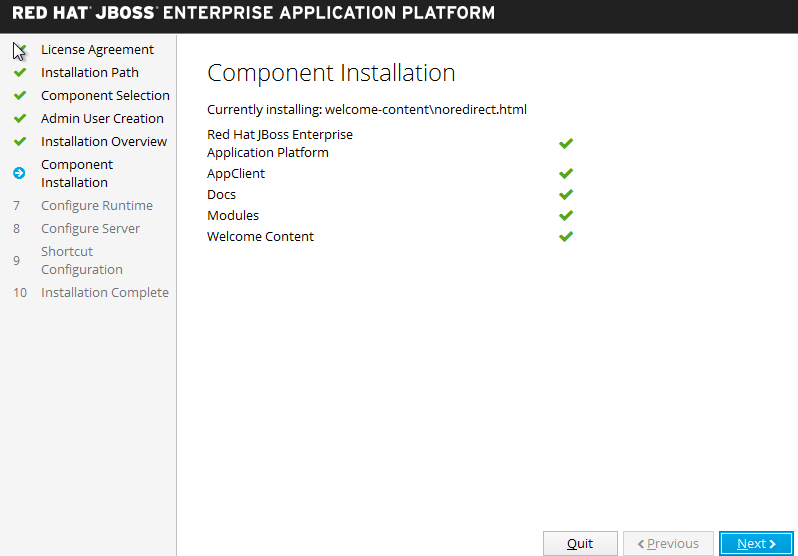 RED HAT® JBOSS® ENTERPRISE APPLICATION PLATFORM
License Agreement
Installation Path
Component Selection
Admin User Creation
Installation Overview
Component
Installation
7 Configure Runtime
8 Configure Server
9 Shortcut
Configuration
10 Installation Complete
Component Installation
Currently installing: welcome-content\noredirect.html
Red Hat JBoss Enterprise
Application Platform
AppClient
Docs
Modules
Welcome Content
Quit
Previous
Next